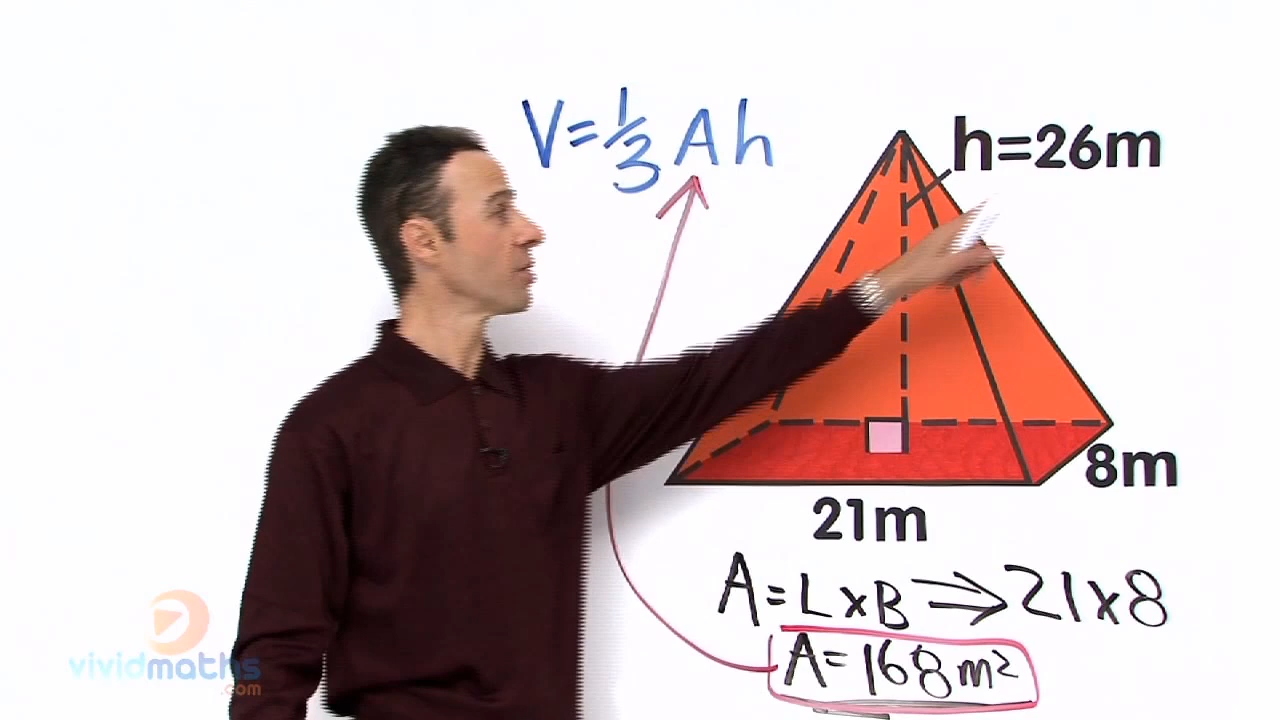 V=⅓Ah
h=26m
8m
21m
A=L×B⇒21×8
A=168m²
vividmaths
.com